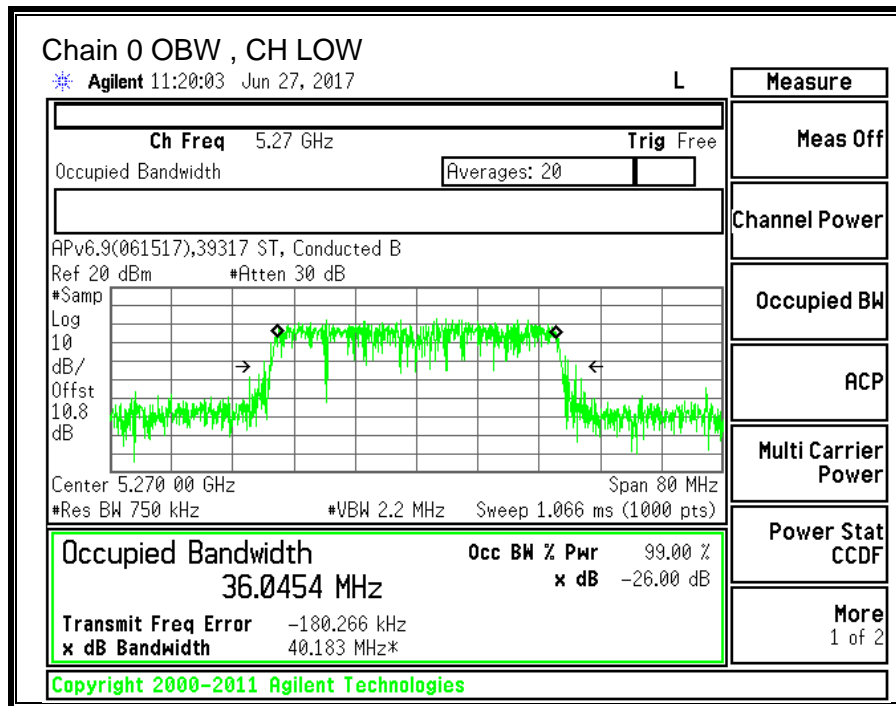 Chain 0 OBW , CH LOW
Agilent 11:20:03 Jun 27, 2017 L
Measure
Ch Freq 5.27 GHz Trig Free
Meas Off
Occupied Bandwidth Averages: 20
Channel Power
APv6.9(061517),39317 ST, Conducted B
Ref 20 dBm #Atten 30 dB
#Samp
Log
10
dB/
Offst
10.8
dB
Occupied BW
ACP
Multi Carrier
Power
Center 5.270 00 GHz Span 80 MHz
#Res BW 750 kHz #VBW 2.2 MHz Sweep 1.066 ms (1000 pts)
Power Stat
CCDF
Occupied Bandwidth Occ BW % Pwr 99.00 %
36.0454 MHz x dB -26.00 dB
Transmit Freq Error -180.266 kHz
x dB Bandwidth 40.183 MHz*
More
1 of 2
Copyright 2000-2011 Agilent Technologies